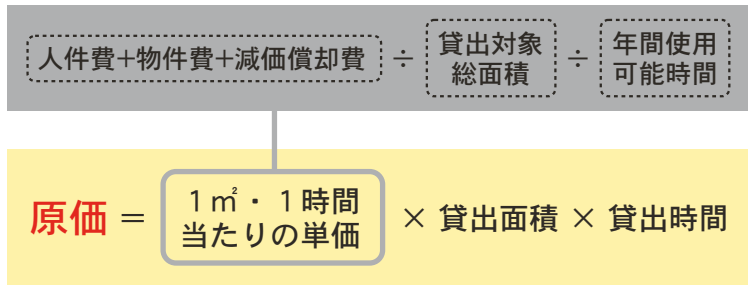 人件費+物件費+減価償却費 ÷ 貸出対象総面積 ÷ 年間使用可能時間
原価 = 1㎡・1時間当たりの単価 × 貸出面積 × 貸出時間